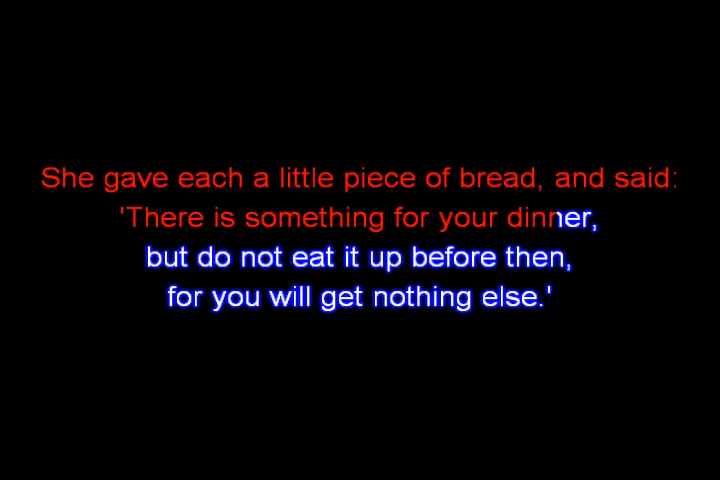 She gave each a little piece of bread, and said:
'There is something for your dinner,
but do not eat it up before then,
for you will get nothing else.'